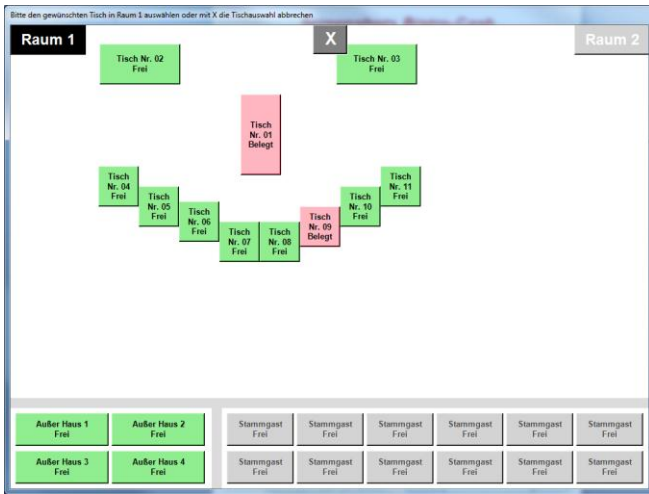 Bitte den gewünschten Tisch in Raum 1 auswählen oder mit X die Tischauswahl abbrechen
Raum 1
X
Raum 2
Tisch Nr. 02
Frei
Tisch Nr. 03
Frei
Tisch
Nr. 01
Belegt
Tisch
Nr. 04
Frei
Tisch
Nr. 05
Frei
Tisch
Nr. 06
Frei
Tisch
Nr. 07
Frei
Tisch
Nr. 08
Frei
Tisch
Nr. 09
Belegt
Tisch
Nr. 10
Frei
Tisch
Nr. 11
Frei
Außer Haus 1
Frei
Außer Haus 2
Frei
Stammgast
Frei
Stammgast
Frei
Stammgast
Frei
Stammgast
Frei
Stammgast
Frei
Stammgast
Frei
Außer Haus 3
Frei
Außer Haus 4
Frei
Stammgast
Frei
Stammgast
Frei
Stammgast
Frei
Stammgast
Frei
Stammgast
Frei
Stammgast
Frei